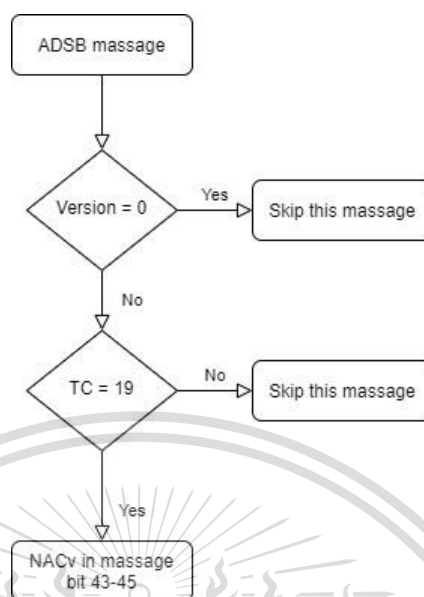 ADSB massage
Version = 0
Yes
Skip this massage
No
TC = 19
No
Skip this massage
Yes
NACv in massage
bit 43-45